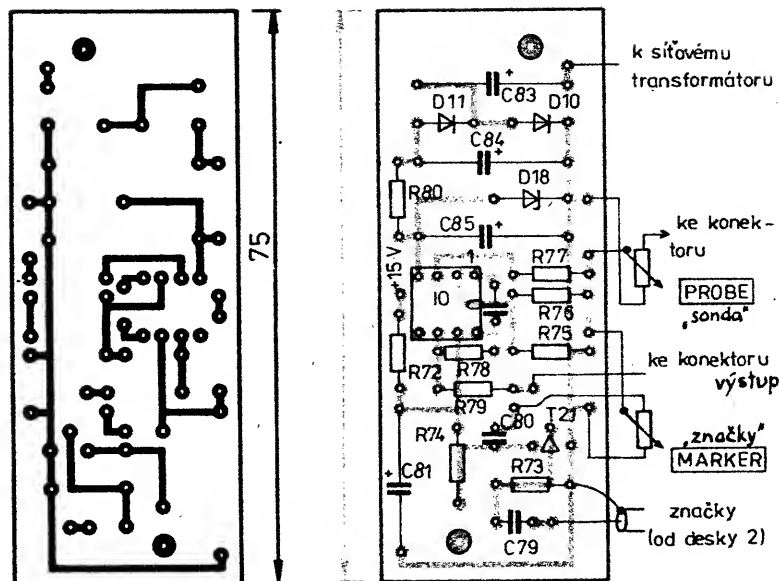 75
k síťovému
transformátoru
C83
D11
D10
C84
D18
R80
C85
ke konek-
toru
+15 V
1
R77
IO
R76
PROBE
"sonda"
R75
R72
R78
ke konektoru
výstup
R79
R74
C80
T21
"značky"
MARKER
C81
R73
značky
(od desky 2)
C79